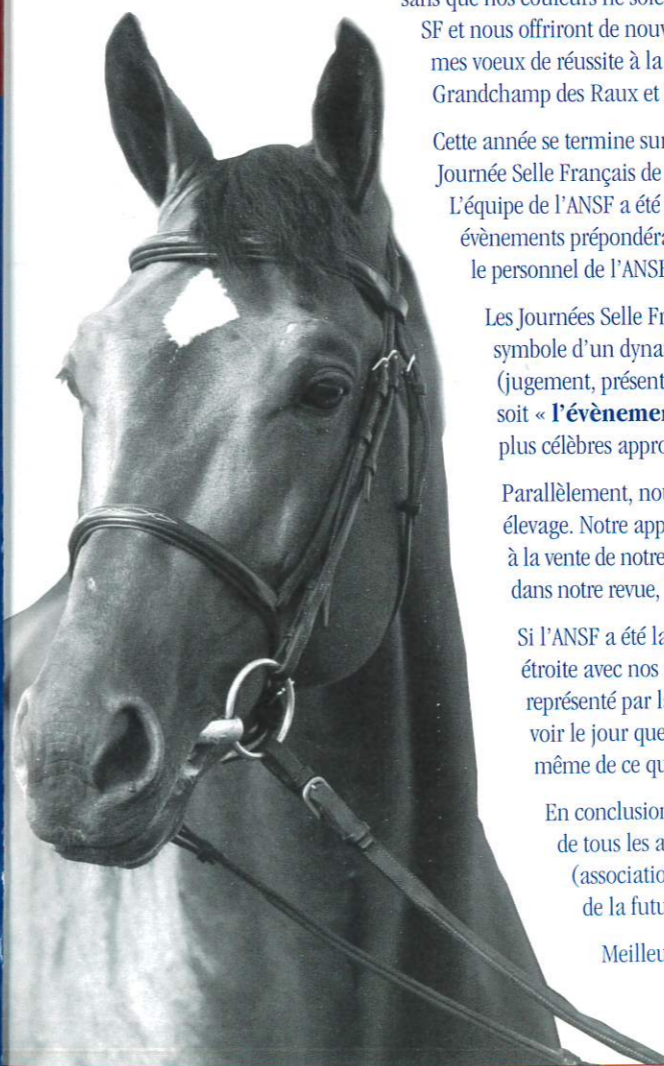 SF et nous offriront de nouv
mes voeux de réussite à la
Grandchamp des Raux et
Cette année se termine sur
Journée Selle Français de
L'équipe de l'ANSF a été
évènements prépondéra
le personnel de l'ANSF
Les Journées Selle Fr
symbole d'un dynar
(jugement, présent
soit « l'évènemen
plus célèbres appro
Parallèlement, nou
élevage. Notre app
à la vente de notre
dans notre revue,
Si l'ANSF a été la
étroite avec nos
représenté par l
voir le jour que
même de ce qu
En conclusion
de tous les a
(associatio
de la futu
Meilleu